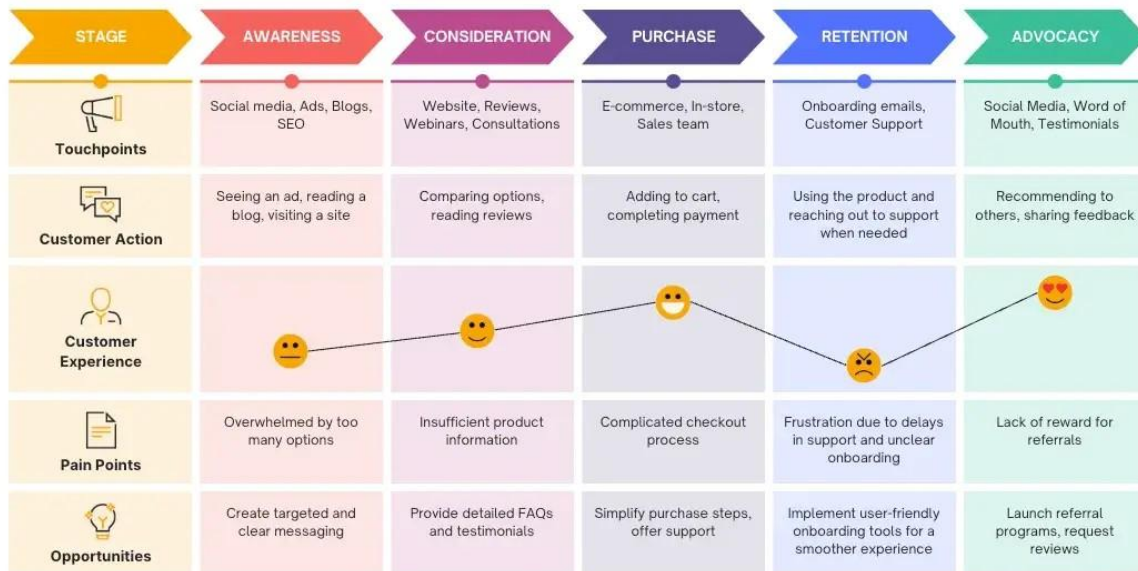 STAGE
AWARENESS
CONSIDERATION
PURCHASE
RETENTION
ADVOCACY
Touchpoints
Social media, Ads, Blogs,
SEO
Website, Reviews,
Webinars, Consultations
E-commerce, In-store,
Sales team
Onboarding emails,
Customer Support
Social Media, Word of
Mouth, Testimonials
Customer Action
Seeing an ad, reading a
blog, visiting a site
Comparing options,
reading reviews
Adding to cart,
completing payment
Using the product and
reaching out to support
when needed
Recommending to
others, sharing feedback
Customer
Experience
Pain Points
Overwhelmed by too
many options
Insufficient product
information
Complicated checkout
process
Frustration due to delays
in support and unclear
onboarding
Lack of reward for
referrals
Opportunities
Create targeted and
clear messaging
Provide detailed FAQs
and testimonials
Simplify purchase steps,
offer support
Implement user-friendly
onboarding tools for a
smoother experience
Launch referral
programs, request
reviews